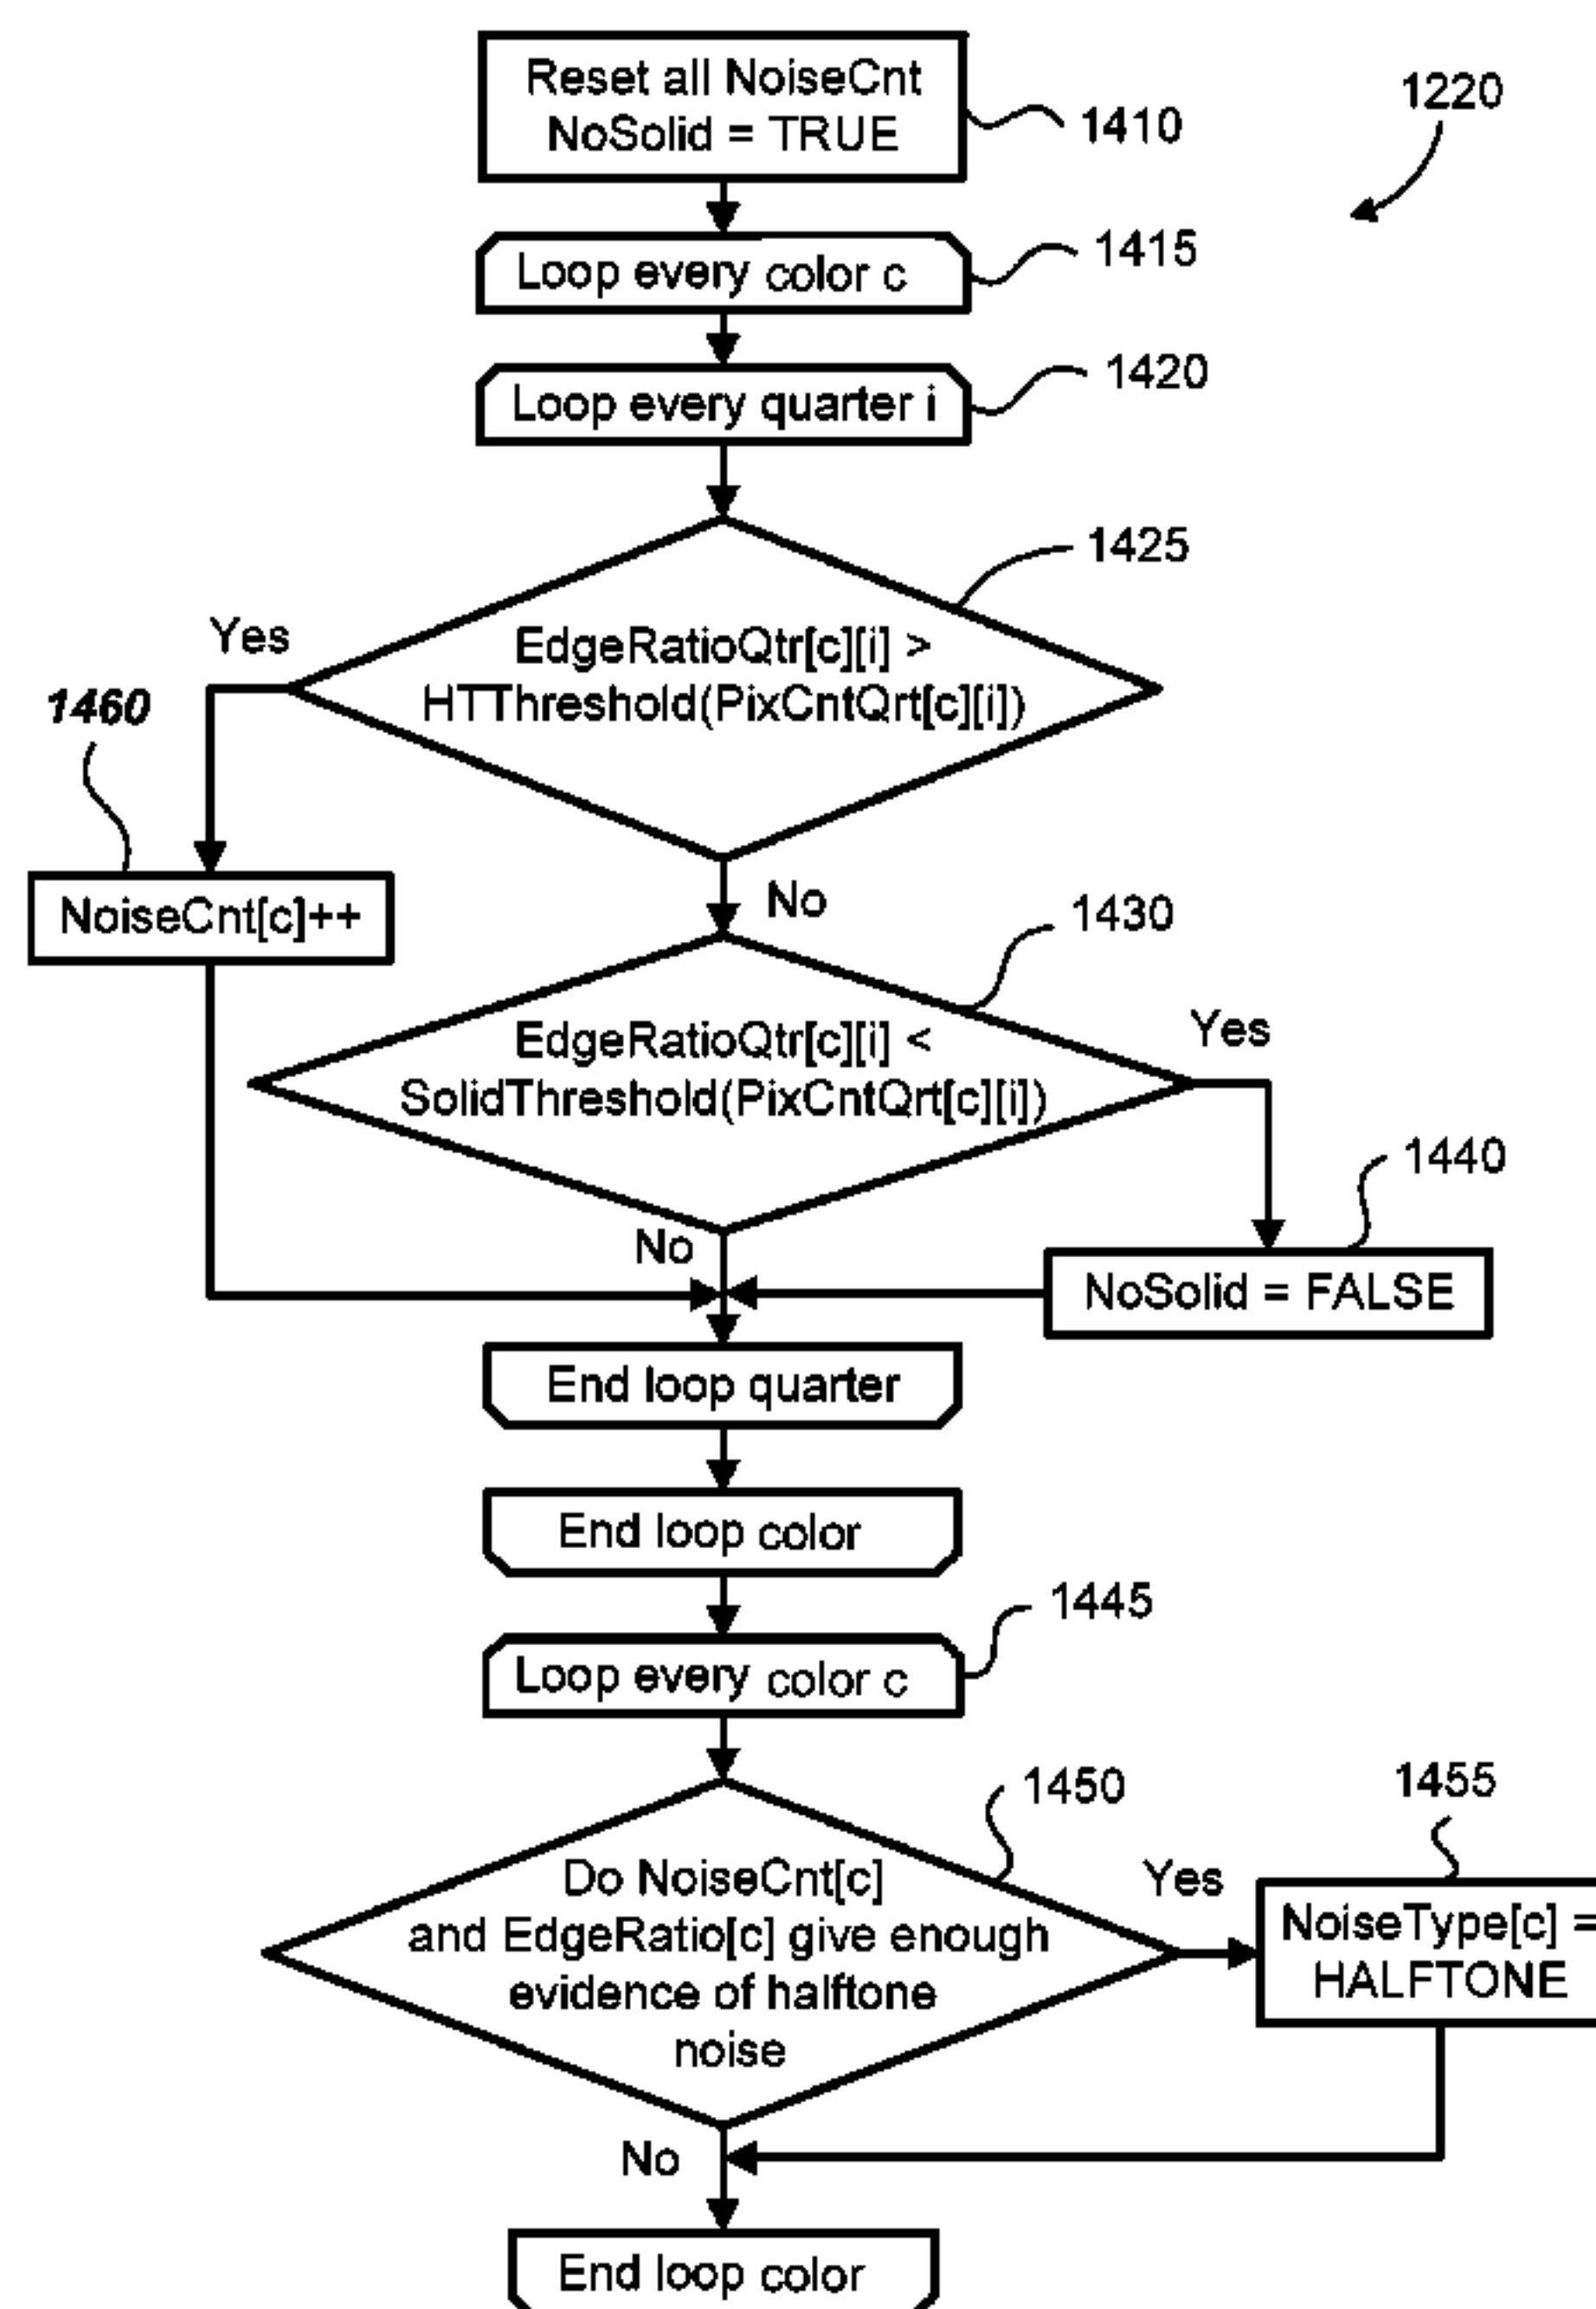 Reset all NoiseCnt
NoSolid = TRUE
1410
1220
Loop every color c
1415
Loop every quarter i
1420
1425
EdgeRatioQtr[c][i] >
HTThreshold(PixCntQrt[c][i])
Yes
1460
NoiseCnt[c]++
No
1430
EdgeRatioQtr[c][i] <
SolidThreshold(PixCntQrt[c][i])
Yes
1440
No
NoSolid = FALSE
End loop quarter
End loop color
1445
Loop every color c
1450
1455
Do NoiseCnt[c]
and EdgeRatio[c] give enough
evidence of halftone
noise
Yes
NoiseType[c] =
HALFTONE
No
End loop color